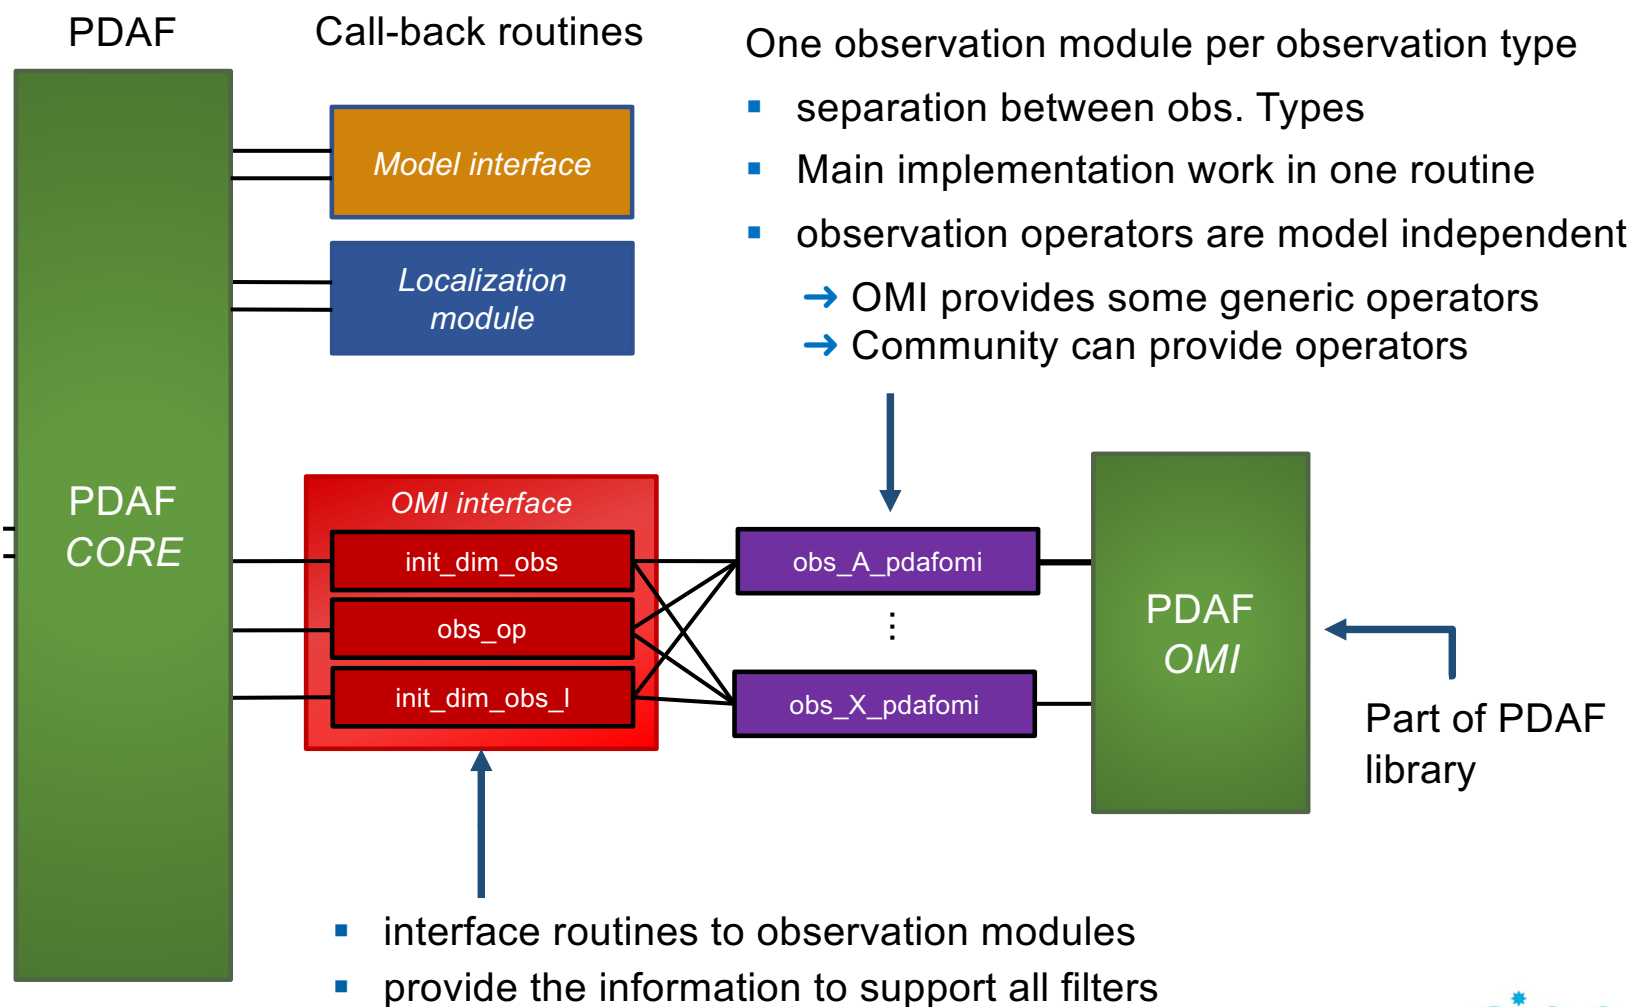 PDAF
Call-back routines
One observation module per observation type
▪ separation between obs. Types
▪ Main implementation work in one routine
▪ observation operators are model independent
➜ OMI provides some generic operators
➜ Community can provide operators
Model interface
Localization
module
PDAF
CORE
OMI interface
init_dim_obs
obs_op
init_dim_obs_l
obs_A_pdafomi
⋮
obs_X_pdafomi
PDAF
OMI
Part of PDAF
library
▪ interface routines to observation modules
▪ provide the information to support all filters